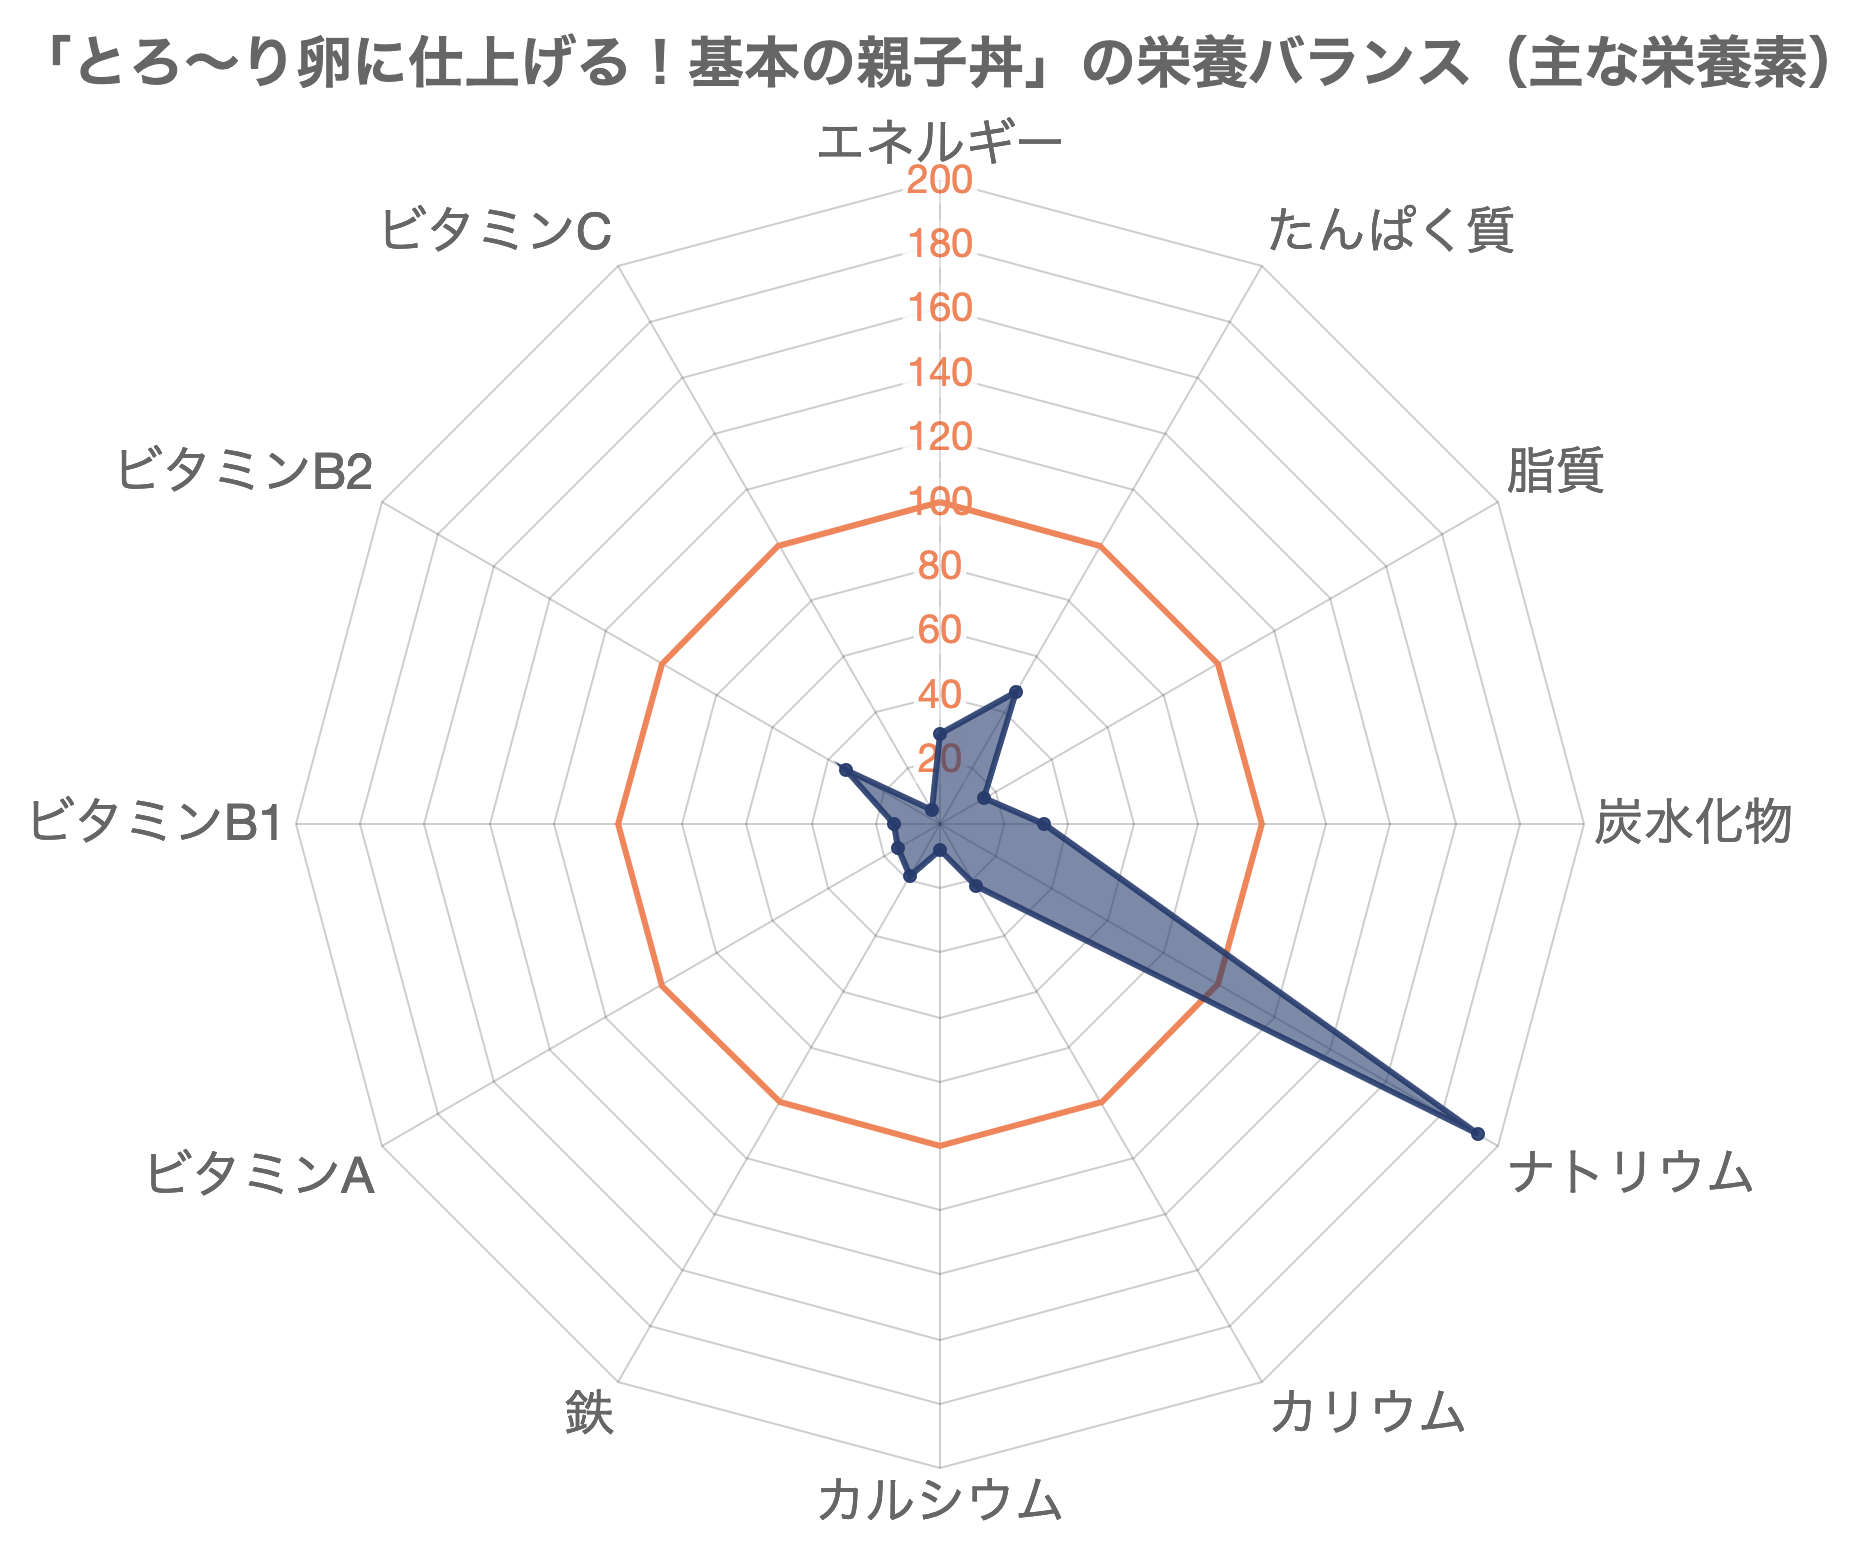 「とろ〜り卵に仕上げる！基本の親子丼」の栄養バランス（主な栄養素）
エネルギー
たんぱく質
脂質
炭水化物
ナトリウム
カリウム
カルシウム
鉄
ビタミンA
ビタミンB1
ビタミンB2
ビタミンC
200
180
160
140
120
100
80
60
40
20